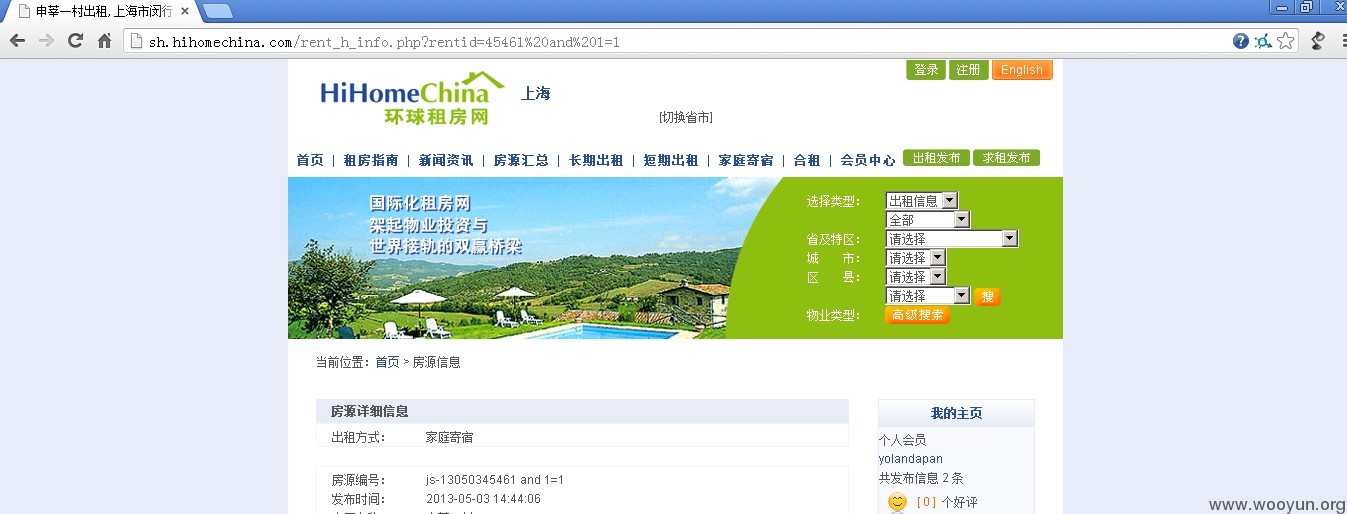 申莘一村出租, 上海市闵行
sh.hihomechina.com/rent_h_info.php?rentid=45461%20and%201=1
登录 注册 English
HiHomeChina 上海
环球租房网
[切换省市]
首页 | 租房指南 | 新闻资讯 | 房源汇总 | 长期出租 | 短期出租 | 家庭寄宿 | 合租 | 会员中心 出租发布 求租发布
国际化租房网
架起物业投资与
世界接轨的双赢桥梁
选择类型： 出租信息
全部
省及特区： 请选择
城 市： 请选择
区 县： 请选择
请选择 搜
物业类型： 高级搜索
当前位置：首页 > 房源信息
房源详细信息
出租方式： 家庭寄宿
房源编号： js-13050345461 and 1=1
发布时间： 2013-05-03 14:44:06
我的主页
个人会员
yolandapan
共发布信息 2 条
[0] 个好评
www.wooyun.org